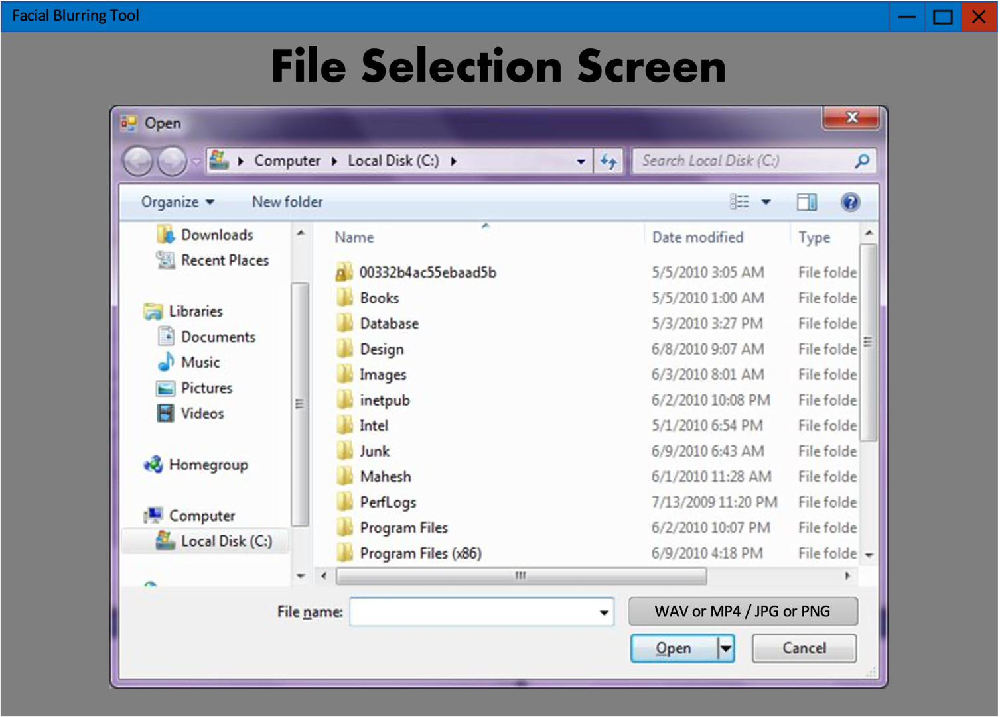 Facial Blurring Tool
File Selection Screen
Open
Computer Local Disk (C:) Search Local Disk (C:)
Organize New folder
Downloads
Recent Places
Libraries
Documents
Music
Pictures
Videos
Homegroup
Computer
Local Disk (C:)
Name Date modified Type
00332b4ac55ebaad5b 5/5/2010 3:05 AM File folde
Books 5/5/2010 1:00 AM File folde
Database 5/3/2010 3:27 PM File folde
Design 6/8/2010 9:07 AM File folde
Images 6/3/2010 8:01 AM File folde
inetpub 6/2/2010 10:08 PM File folde
Intel 5/1/2010 6:54 PM File folde
Junk 6/9/2010 6:43 AM File folde
Mahesh 6/1/2010 11:28 AM File folde
PerfLogs 7/13/2009 11:20 PM File folde
Program Files 6/2/2010 10:07 PM File folde
Program Files (x86) 6/9/2010 4:18 PM File folde
File name: WAV or MP4 / JPG or PNG
Open Cancel